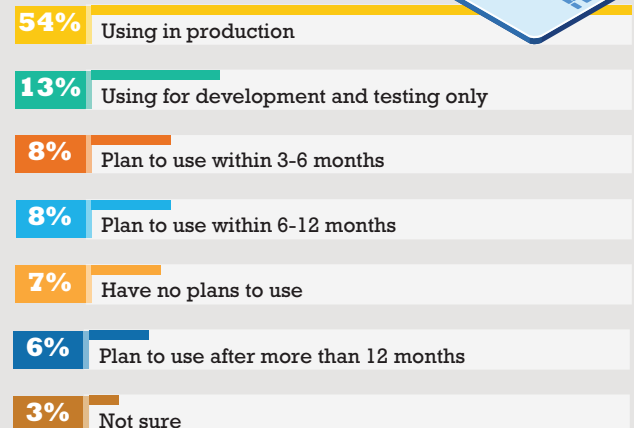 54% Using in production
13% Using for development and testing only
8% Plan to use within 3-6 months
8% Plan to use within 6-12 months
7% Have no plans to use
6% Plan to use after more than 12 months
3% Not sure